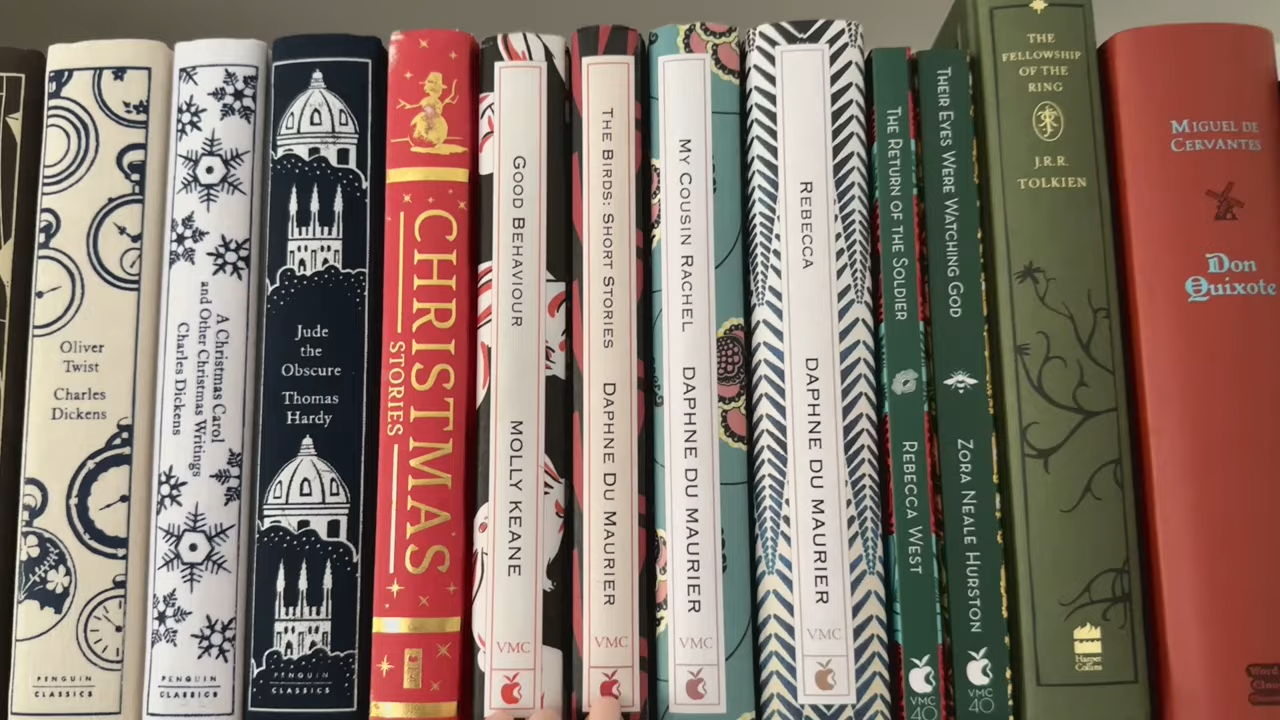 Oliver
Twist
Charles
Dickens
PENGUIN
CLASSICS
A Christmas Carol
and Other Christmas Writings
Charles Dickens
PENGUIN
CLASSICS
Jude
the
Obscure
Thomas
Hardy
PENGUIN
CLASSICS
CHRISTMAS
STORIES
GOOD BEHAVIOUR
MOLLY KEANE
VMC
THE BIRDS: SHORT STORIES
DAPHNE DU MAURIER
VMC
MY COUSIN RACHEL
DAPHNE DU MAURIER
VMC
REBECCA
DAPHNE DU MAURIER
VMC
THE RETURN OF THE SOLDIER
REBECCA WEST
VMC
40
THEIR EYES WERE WATCHING GOD
ZORA NEALE HURSTON
VMC
40
THE
FELLOWSHIP
OF THE
RING
J.R.R.
TOLKIEN
Harper
Collins
MIGUEL DE
CERVANTES
Don
Quixote